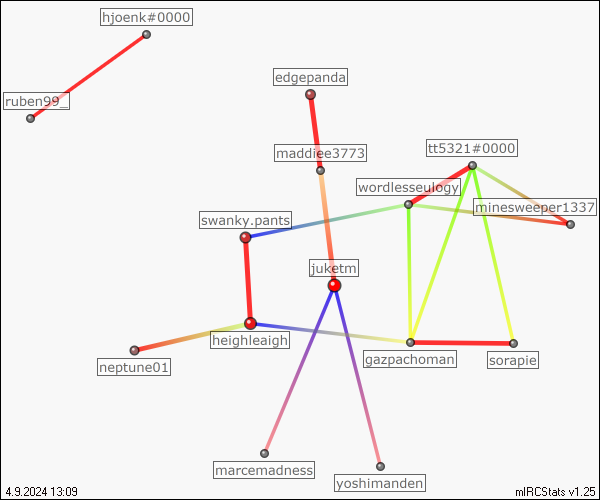 hjoenk#0000
ruben99_
edgepanda
maddiee3773
tt5321#0000
wordlesseulogy
minesweeper1337
swanky.pants
juketm
heighleaigh
gazpachoman
sorapie
neptune01
marcemadness
yoshimanden
4.9.2024 13:09
mIRCStats v1.25